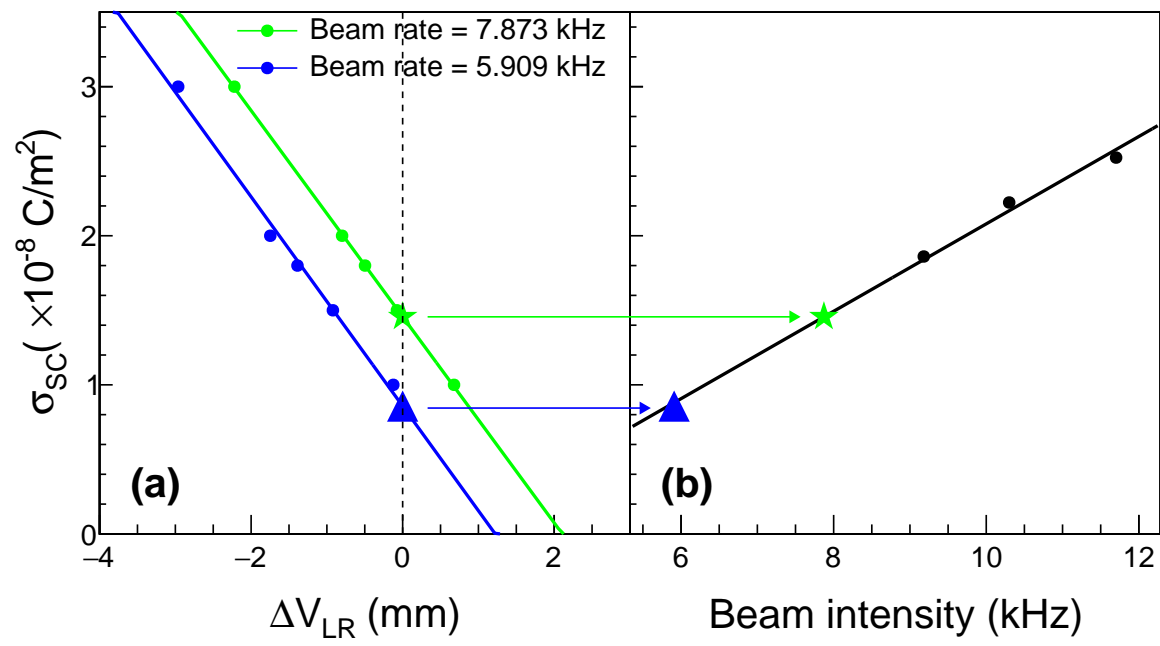 Beam rate = 7.873 kHz
Beam rate = 5.909 kHz
3
2
1
0
σSC( ×10-8 C/m2)
(a)
(b)
−4 −2 0 2 6 8 10 12
ΔVLR (mm)
Beam intensity (kHz)